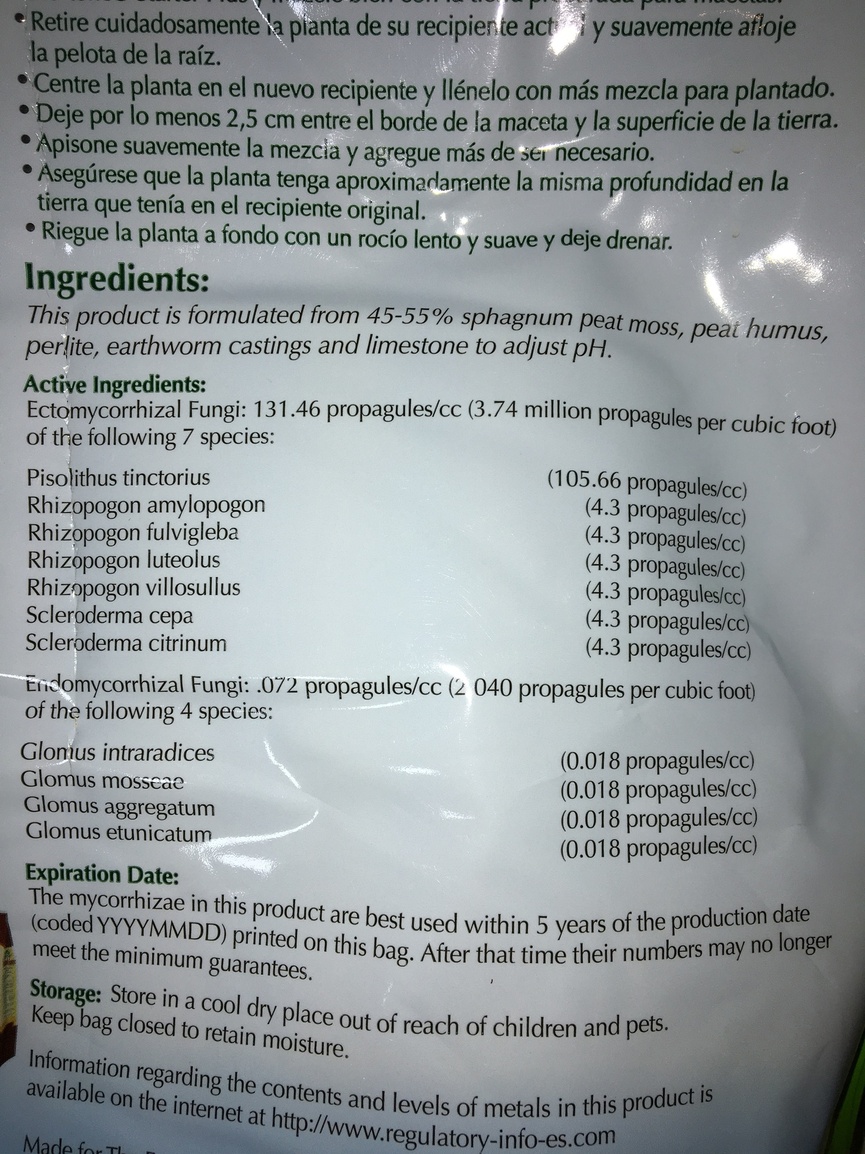 • Retire cuidadosamente la planta de su recipiente y suavemente afloje
la pelota de la raíz.
• Centre la planta en el nuevo recipiente y llénelo con más mezcla para plantado.
• Deje por lo menos 2,5 cm entre el borde de la maceta y la superficie de la tierra.
• Apisone suavemente la mezcla y agregue más de ser necesario.
• Asegúrese que la planta tenga aproximadamente la misma profundidad en la
tierra que tenía en el recipiente original.
• Riegue la planta a fondo con un rocío lento y suave y deje drenar.
Ingredients:
This product is formulated from 45-55% sphagnum peat moss, peat humus,
perlite, earthworm castings and limestone to adjust pH.
Active Ingredients:
Ectomycorrhizal Fungi: 131.46 propagules/cc (3.74 million propagules per cubic foot)
of the following 7 species:
Pisolithus tinctorius (105.66 propagules/cc)
Rhizopogon amylopogon (4.3 propagules/cc)
Rhizopogon fulvigleba (4.3 propagules/cc)
Rhizopogon luteolus (4.3 propagules/cc)
Rhizopogon villosullus (4.3 propagules/cc)
Scleroderma cepa (4.3 propagules/cc)
Scleroderma citrinum (4.3 propagules/cc)
Endomycorrhizal Fungi: .072 propagules/cc (2 040 propagules per cubic foot)
of the following 4 species:
Glomus intraradices (0.018 propagules/cc)
Glomus mosseae (0.018 propagules/cc)
Glomus aggregatum (0.018 propagules/cc)
Glomus etunicatum (0.018 propagules/cc)
Expiration Date:
The mycorrhizae in this product are best used within 5 years of the production date
(coded YYYYMMDD) printed on this bag. After that time their numbers may no longer
meet the minimum guarantees.
Storage: Store in a cool dry place out of reach of children and pets.
Keep bag closed to retain moisture.
Information regarding the contents and levels of metals in this product is
available on the internet at http://www.regulatory-info-es.com
Made for